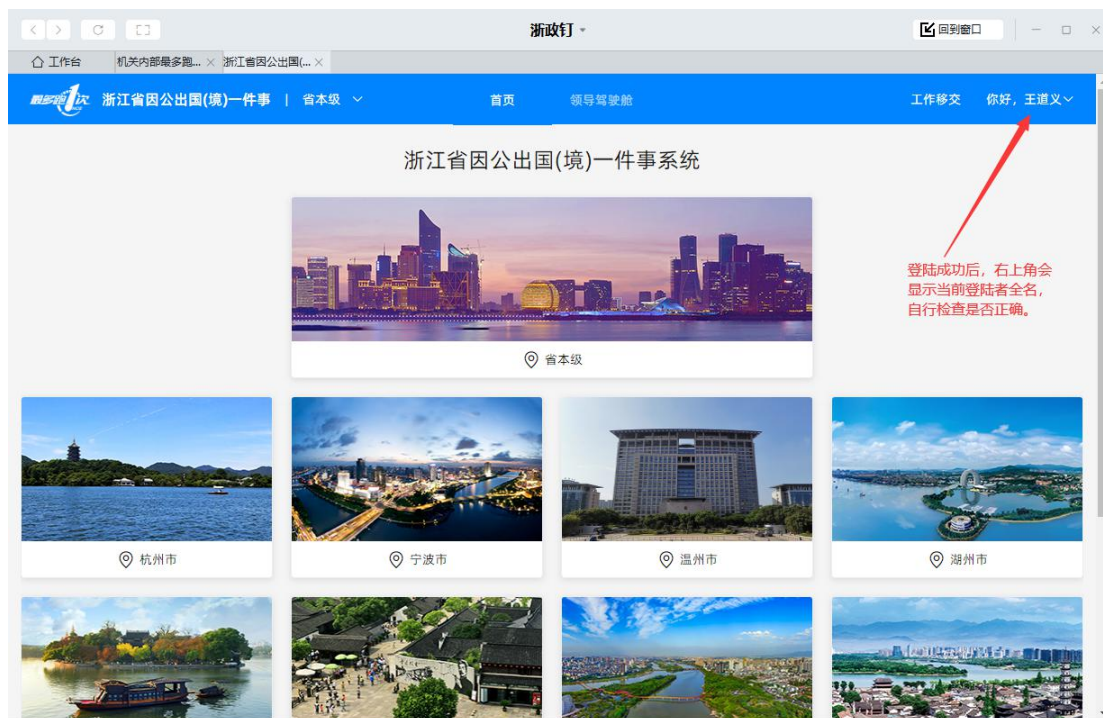 浙政钉
回到窗口
工作台
机关内部最多跑...
浙江省因公出国(...
最多跑1次
浙江省因公出国(境)一件事 | 省本级
首页
领导驾驶舱
工作移交
你好，王道义
浙江省因公出国(境)一件事系统
登陆成功后，右上角会
显示当前登陆者全名，
自行检查是否正确。
省本级
杭州市
宁波市
温州市
湖州市